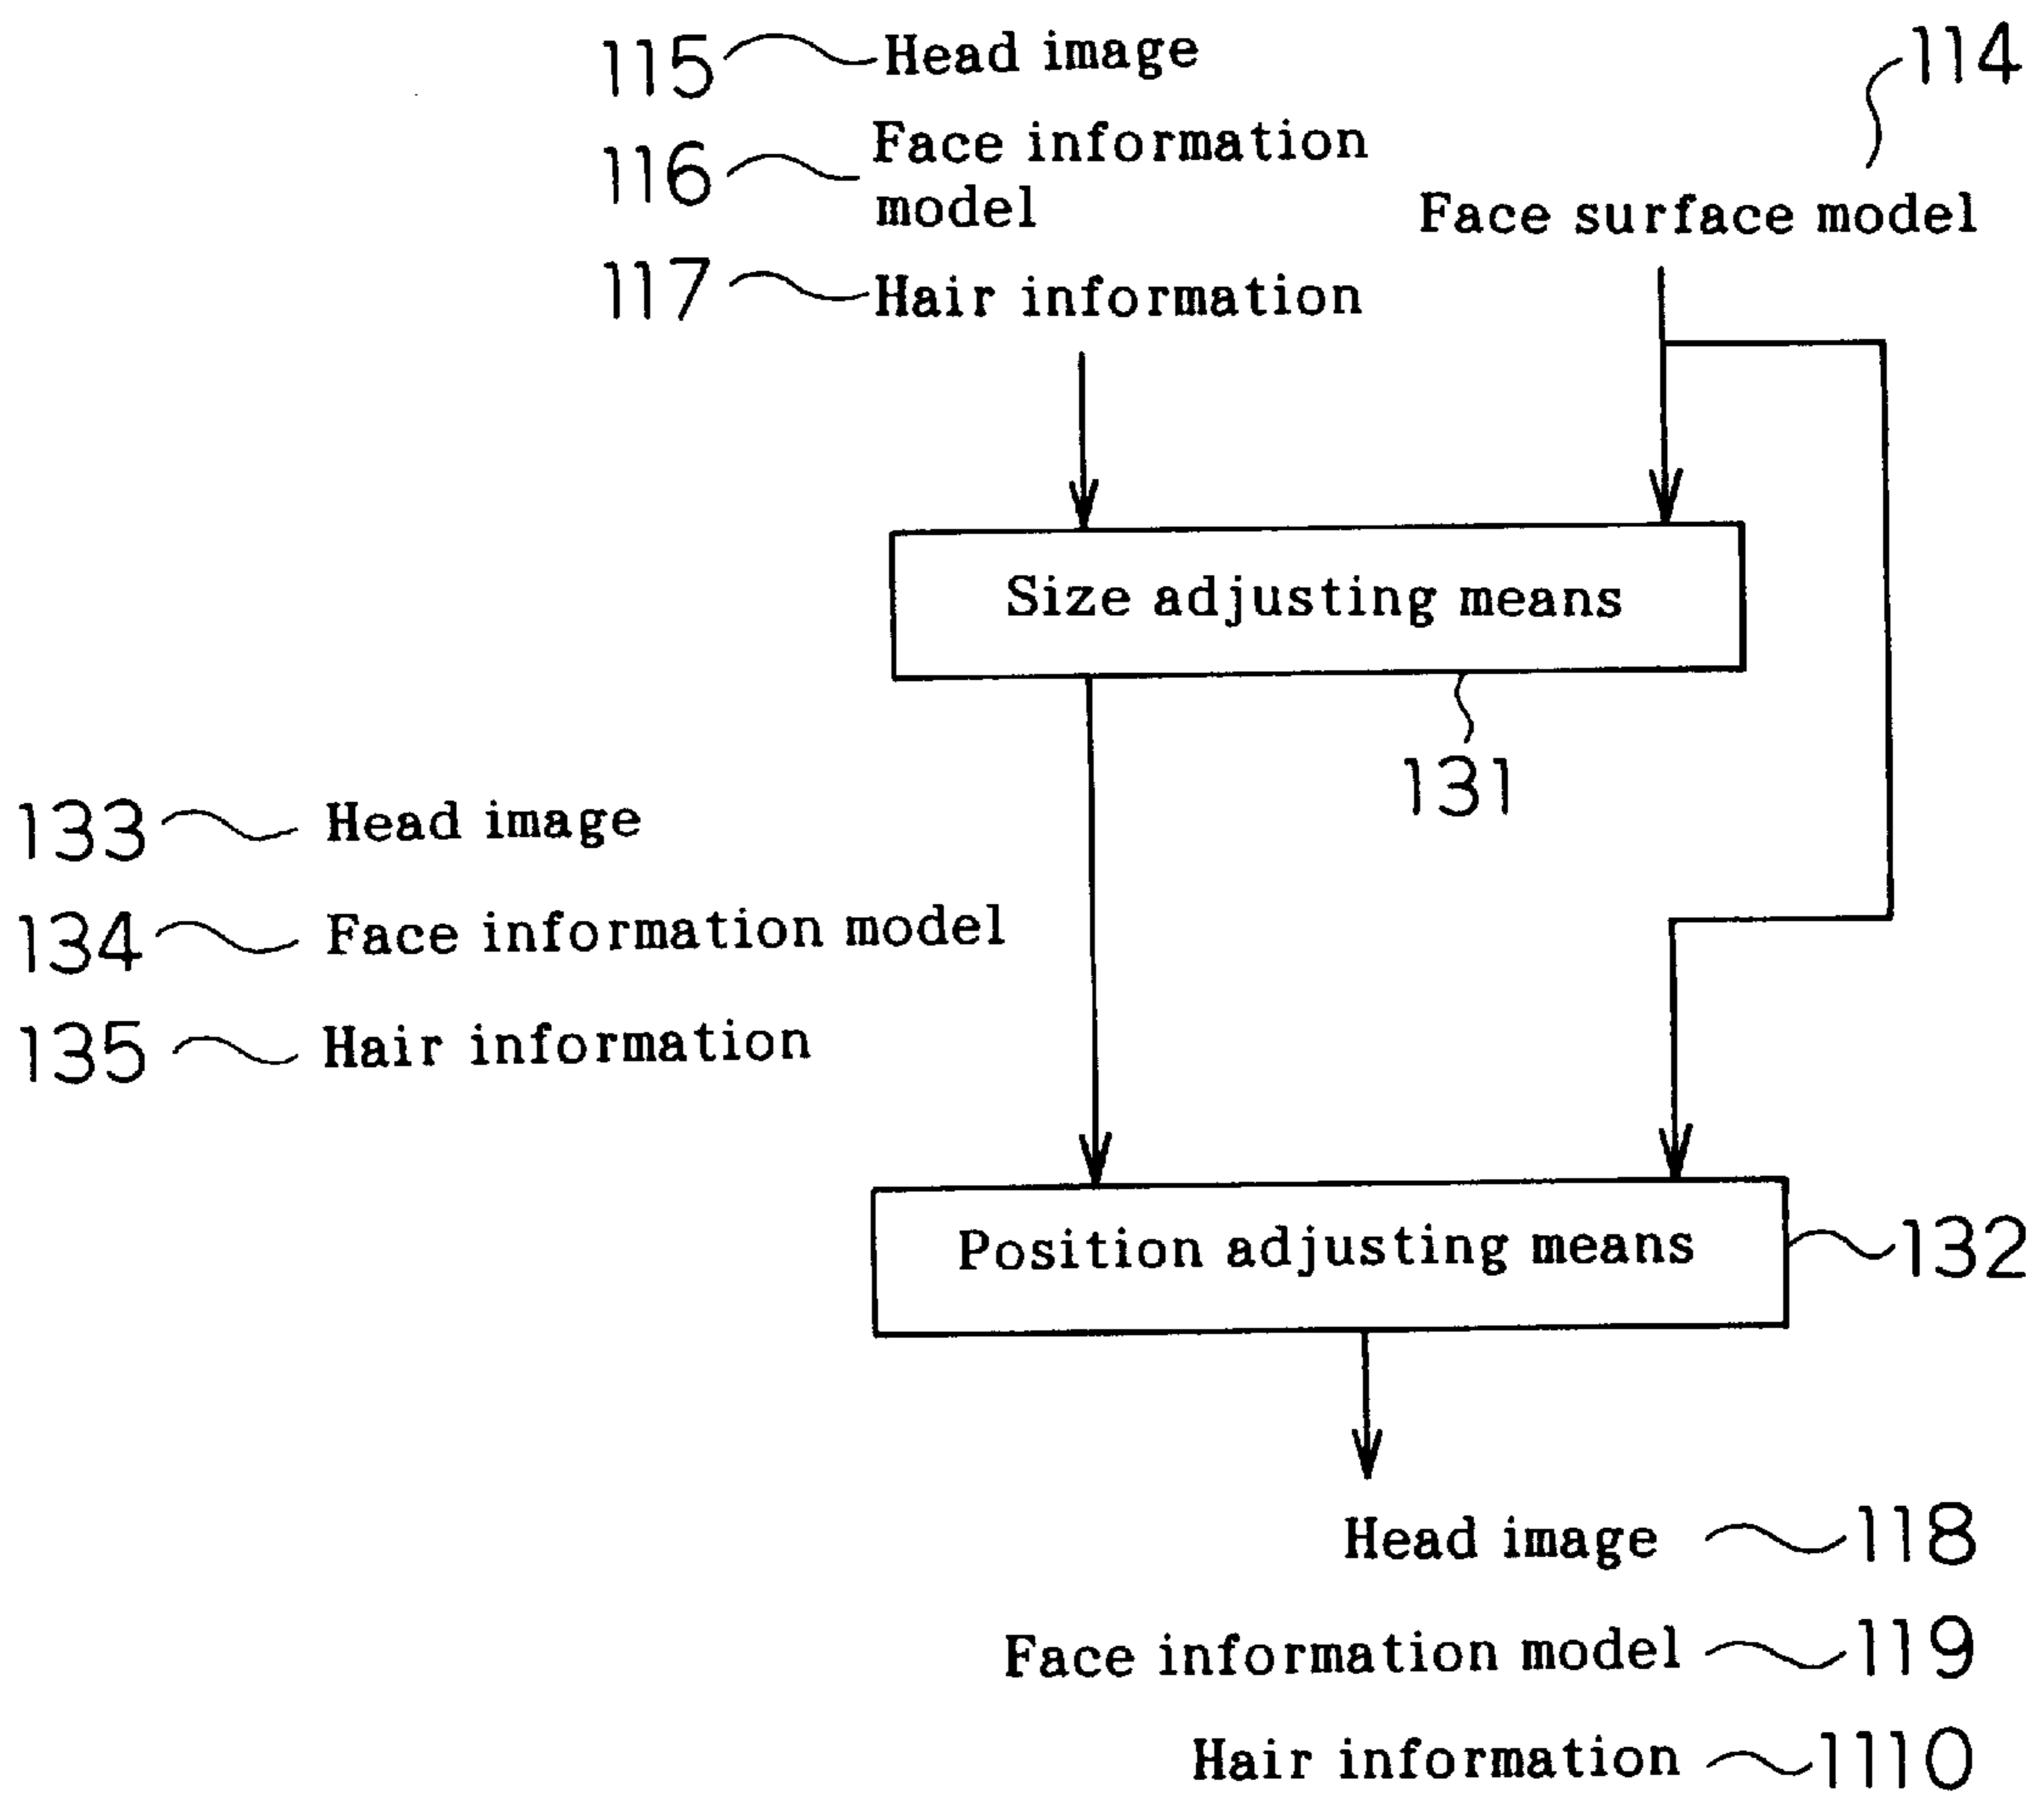 115 Head image
114
116 Face information
model
Face surface model
117 Hair information
Size adjusting means
131
133 Head image
134 Face information model
135 Hair information
Position adjusting means
132
Head image 118
Face information model 119
Hair information 1110